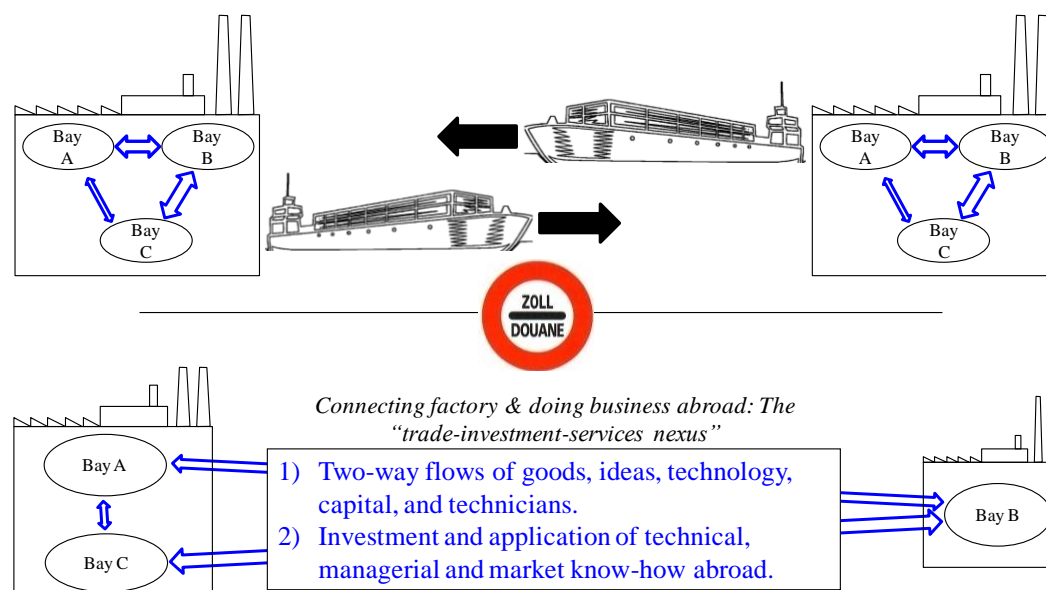 Bay
A
Bay
B
Bay
C
Bay
A
Bay
B
Bay
C
ZOLL
DOUANE
Connecting factory & doing business abroad: The
“trade-investment-services nexus”
Bay A
Bay C
1) Two-way flows of goods, ideas, technology,
capital, and technicians.
2) Investment and application of technical,
managerial and market know-how abroad.
Bay B